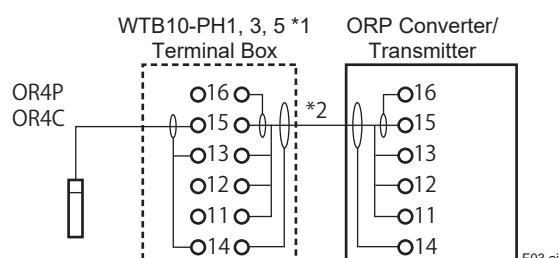 WTB10-PH1, 3, 5 *1 ORP Converter/
Terminal Box Transmitter
OR4P
OR4C
16 16
15 *2 15
13 13
12 12
11 11
14 14